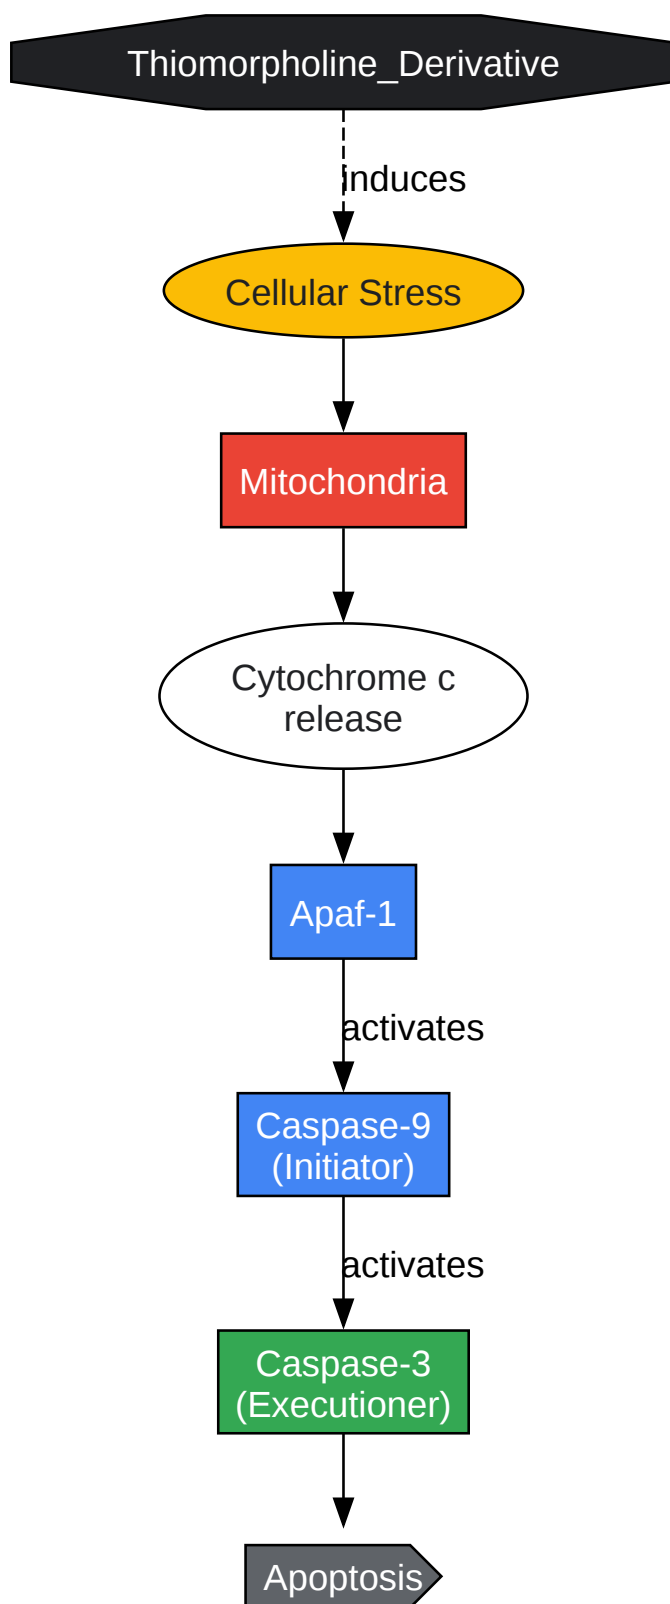 Thiomorpholine_Derivative
induces
Cellular Stress
Mitochondria
Cytochrome c
release
Apaf-1
activates
Caspase-9
(Initiator)
activates
Caspase-3
(Executioner)
Apoptosis